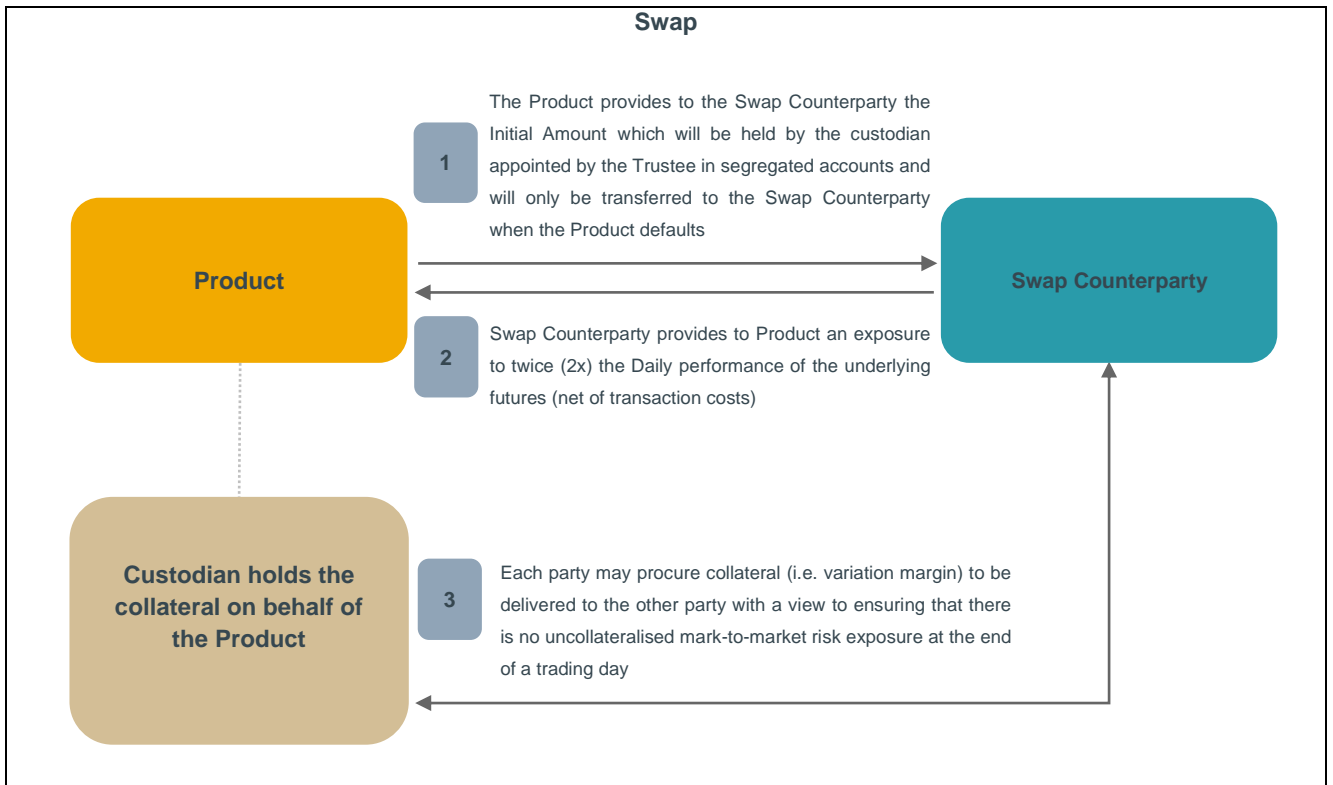 Swap
The Product provides to the Swap Counterparty the
Initial Amount which will be held by the custodian
appointed by the Trustee in segregated accounts and
will only be transferred to the Swap Counterparty
when the Product defaults
1
Product
Swap Counterparty
2
Swap Counterparty provides to Product an exposure
to twice (2x) the Daily performance of the underlying
futures (net of transaction costs)
Custodian holds the
collateral on behalf of
the Product
3
Each party may procure collateral (i.e. variation margin) to be
delivered to the other party with a view to ensuring that there
is no uncollateralised mark-to-market risk exposure at the end
of a trading day